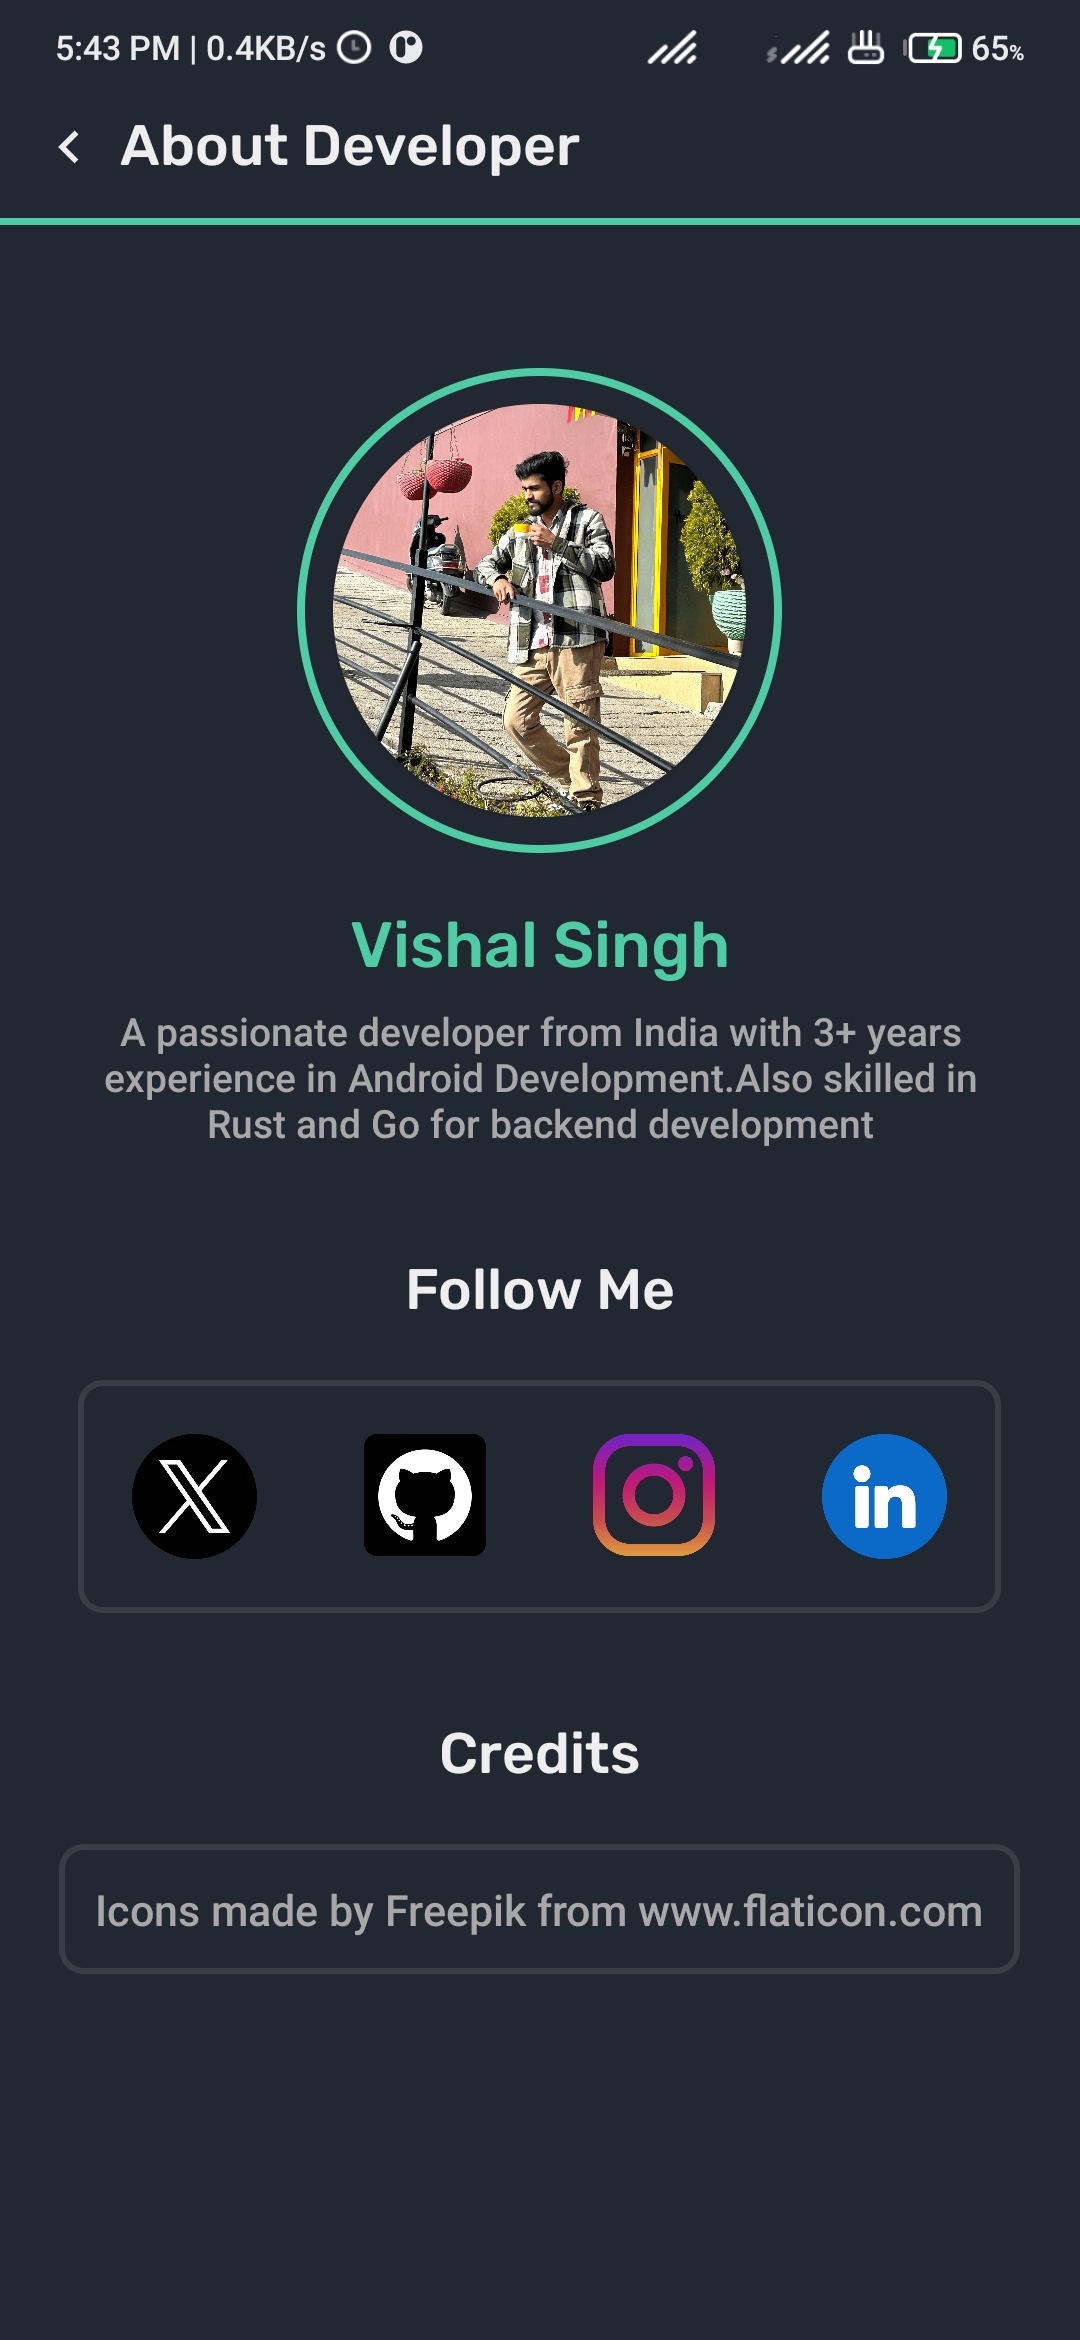 5:43 PM | 0.4KB/s
65%
About Developer
Vishal Singh
A passionate developer from India with 3+ years
experience in Android Development.Also skilled in
Rust and Go for backend development
Follow Me
X
in
Credits
Icons made by Freepik from www.flaticon.com